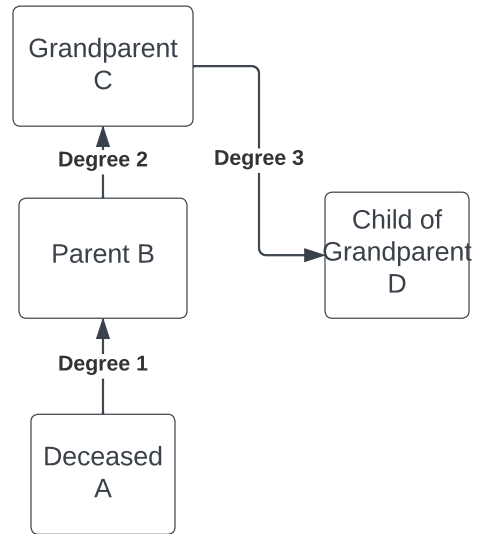 Grandparent
C
Degree 2
Degree 3
Parent B
Child of
Grandparent
D
Degree 1
Deceased
A